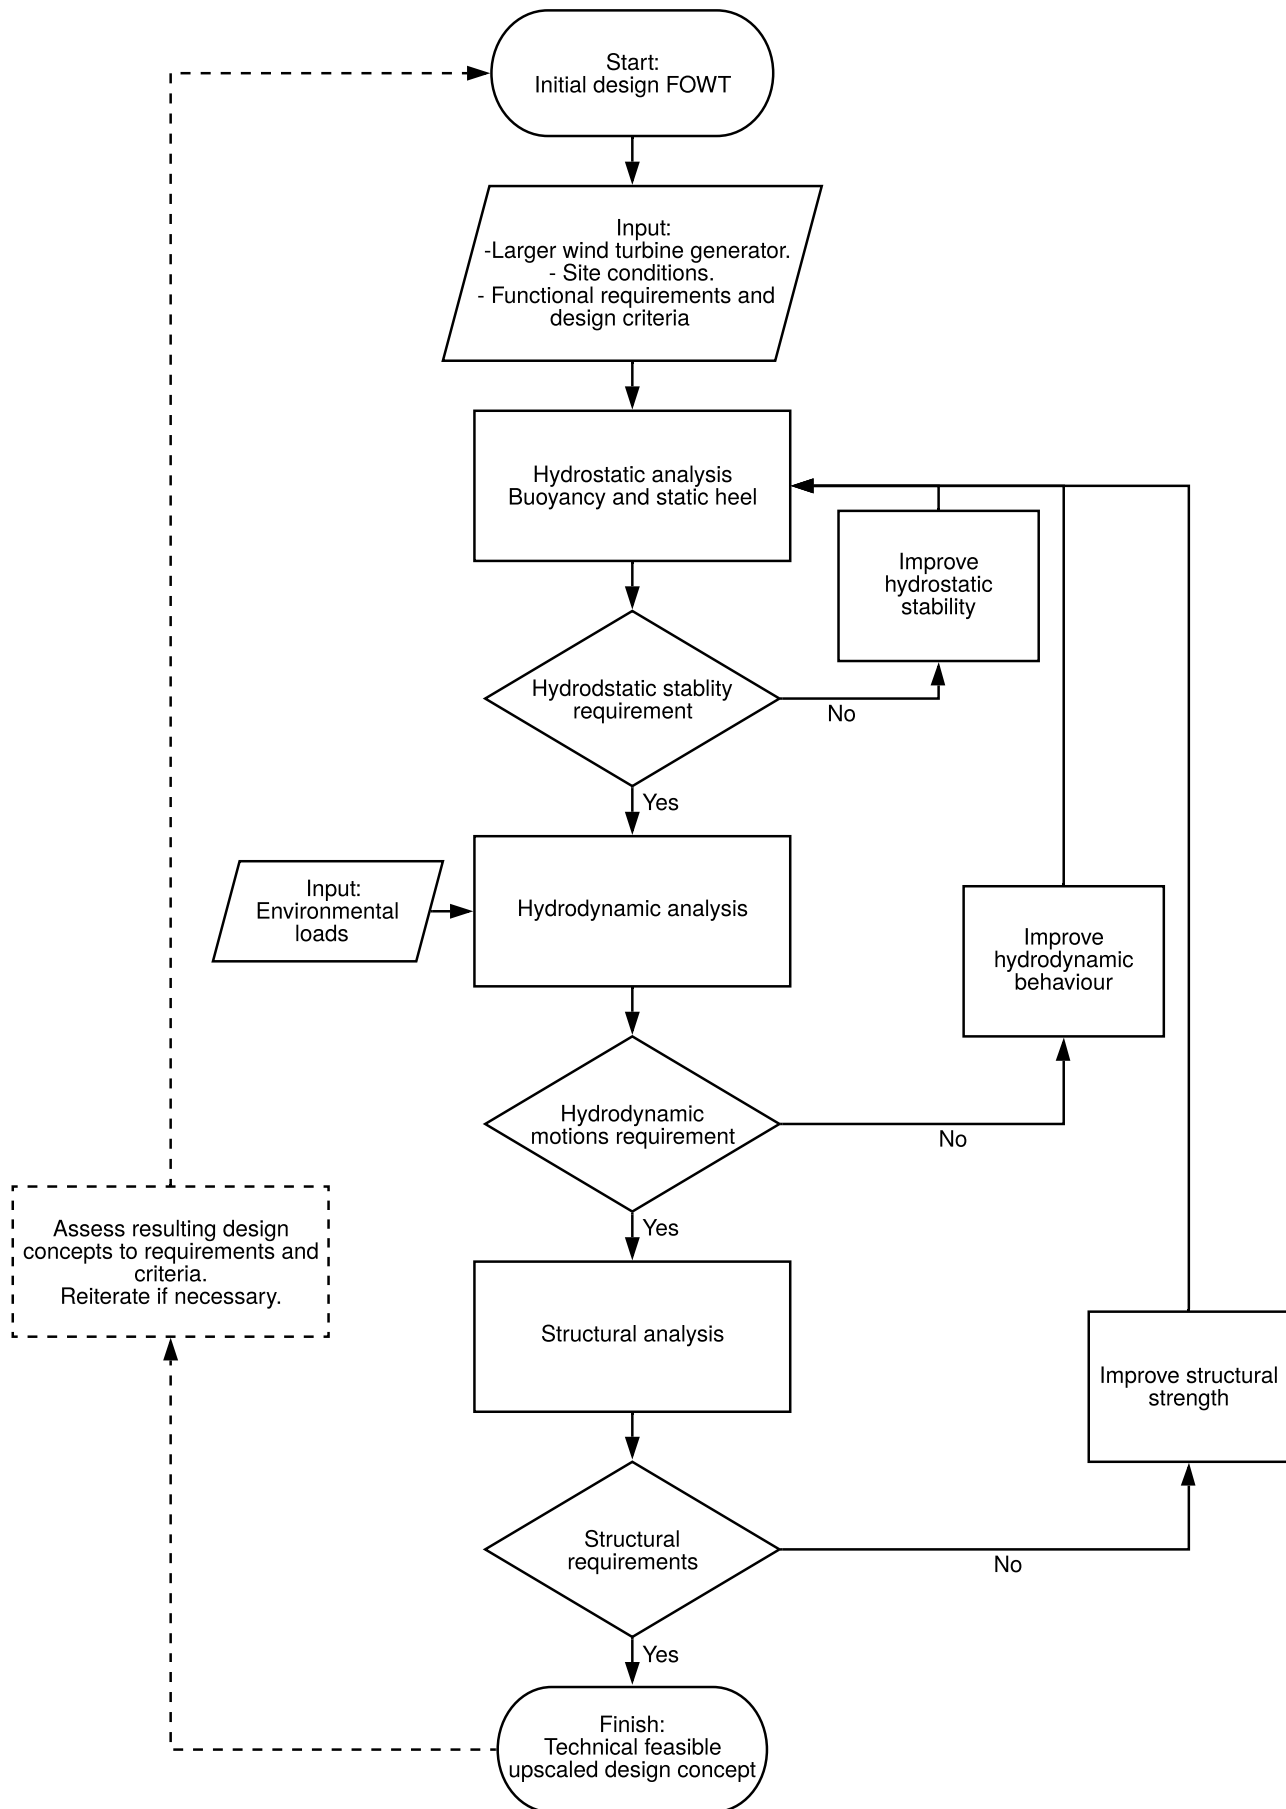 Start:
Initial design FOWT
Input:
-Larger wind turbine generator.
- Site conditions.
- Functional requirements and
design criteria
Hydrostatic analysis
Buoyancy and static heel
Improve
hydrostatic
stability
Hydrodstatic stablity
requirement
No
Yes
Input:
Environmental
loads
Hydrodynamic analysis
Improve
hydrodynamic
behaviour
Hydrodynamic
motions requirement
No
Yes
Assess resulting design
concepts to requirements and
criteria.
Reiterate if necessary.
Structural analysis
Improve structural
strength
Structural
requirements
No
Yes
Finish:
Technical feasible
upscaled design concept